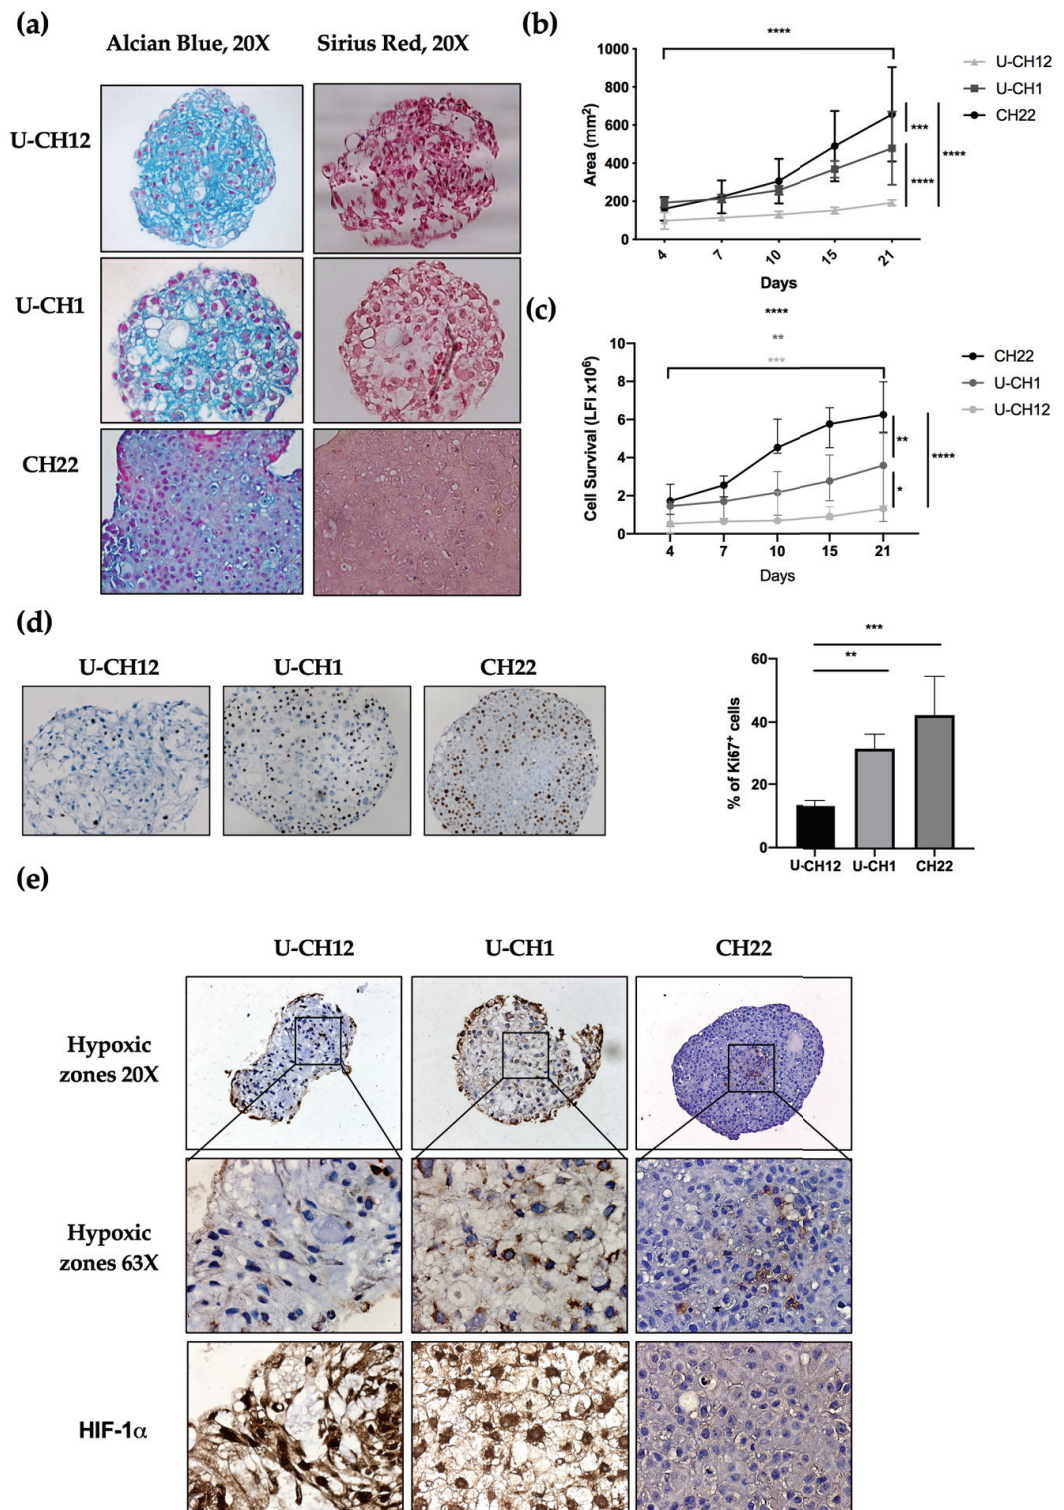 (a)
Alcian Blue, 20X
Sirius Red, 20X
U-CH12
U-CH1
CH22
(b)
****
1000
800
600
400
200
0
Area (mm²)
4
7
10
15
21
Days
U-CH12
U-CH1
CH22
***
****
****
(c)
****
**
***
10
8
6
4
2
0
Cell Survival (LFI x10⁶)
4
7
10
15
21
Days
CH22
U-CH1
U-CH12
**
*
****
(d)
U-CH12
U-CH1
CH22
***
**
60
40
20
0
% of Ki67⁺ cells
U-CH12
U-CH1
CH22
(e)
U-CH12
U-CH1
CH22
Hypoxic
zones 20X
Hypoxic
zones 63X
HIF-1α